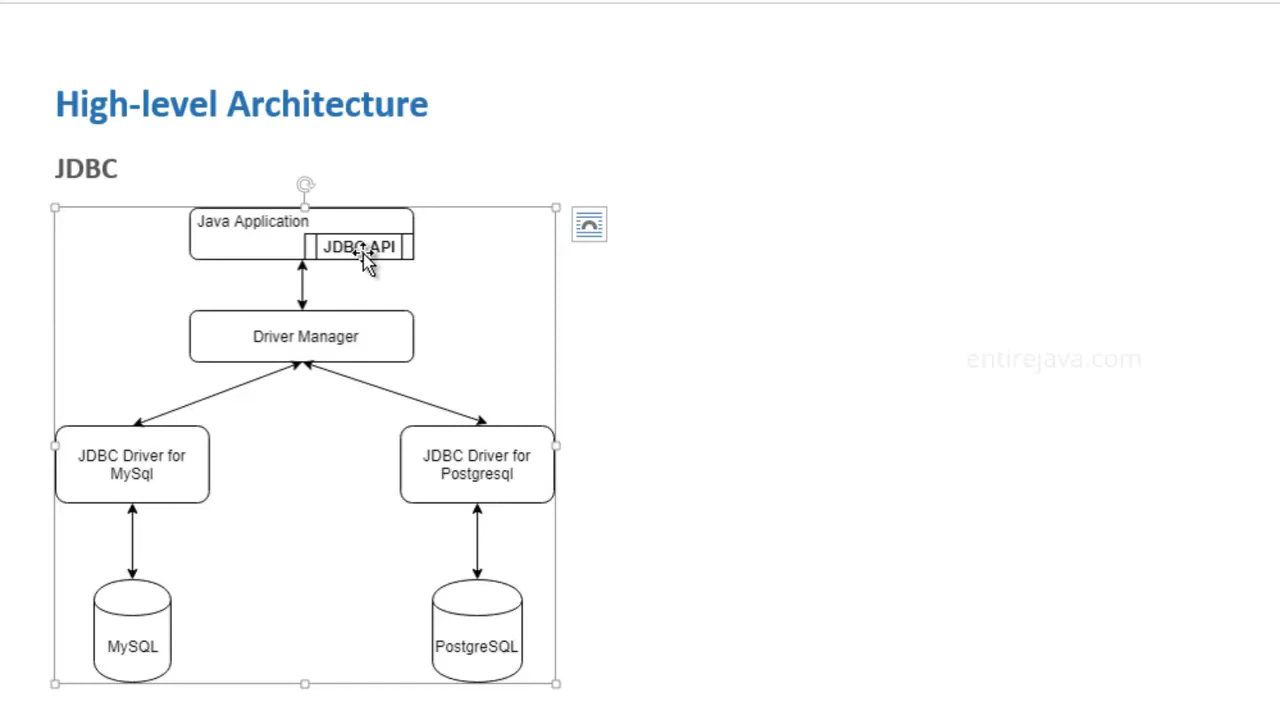 High-level Architecture
JDBC
Java Application
JDBC API
Driver Manager
JDBC Driver for
MySql
JDBC Driver for
Postgresql
MySQL
PostgreSQL
entirejava.com